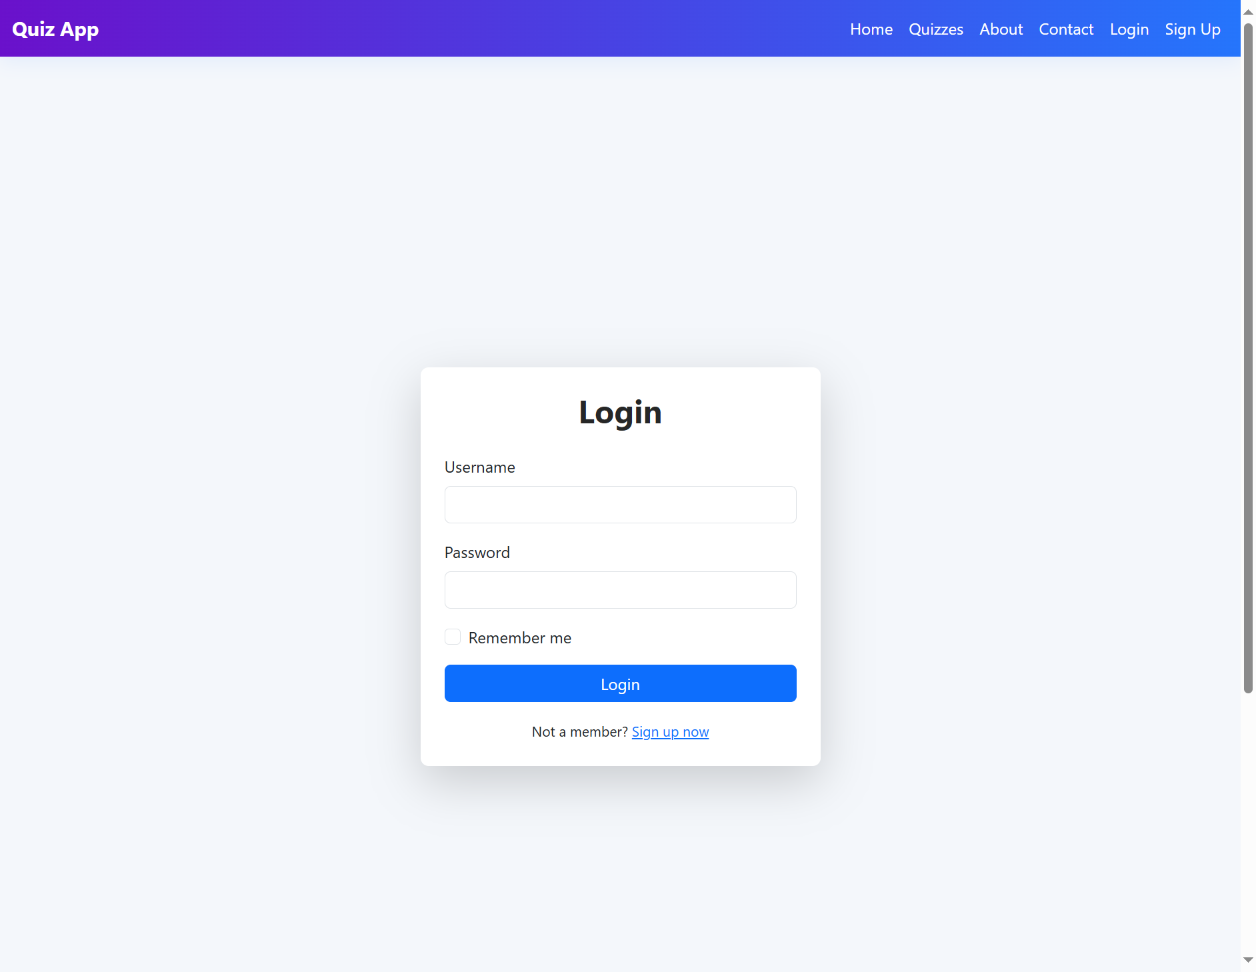 Quiz App
Home Quizzes About Contact Login Sign Up
Login
Username
Password
Remember me
Login
Not a member? Sign up now